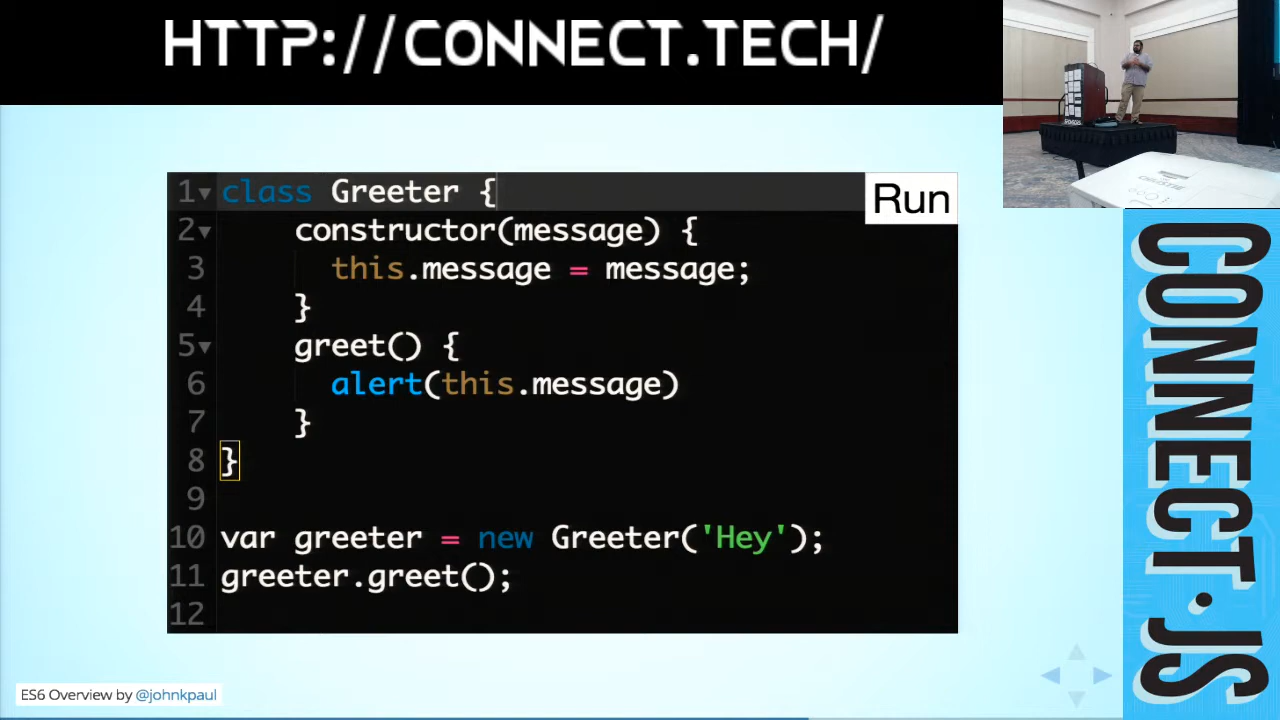 HTTP://CONNECT.TECH/
Run
1 class Greeter {
2 constructor(message) {
3 this.message = message;
4 }
5 greet() {
6 alert(this.message)
7 }
8 }
9
10 var greeter = new Greeter('Hey');
11 greeter.greet();
12
ES6 Overview by @johnkpaul
CONNECT.JS
CHRISTIE